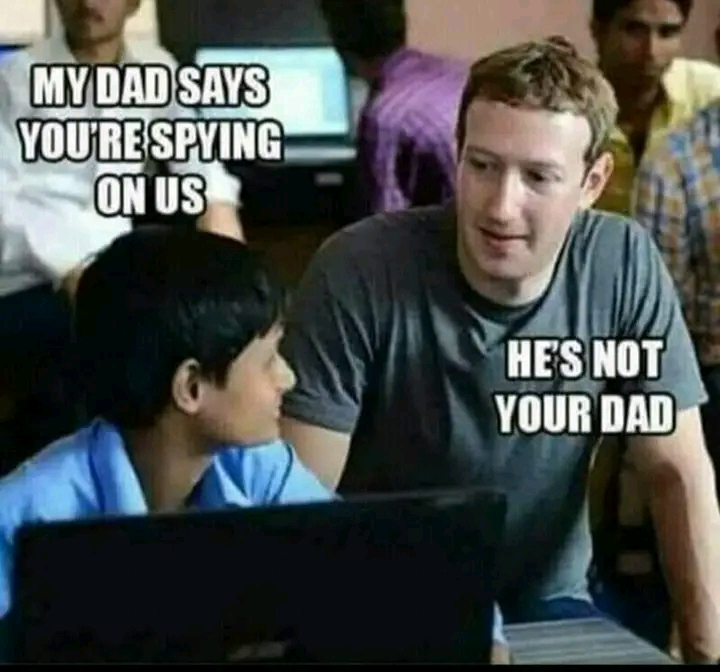 MY DAD SAYS
YOU'RE SPYING
ON US
HE'S NOT
YOUR DAD